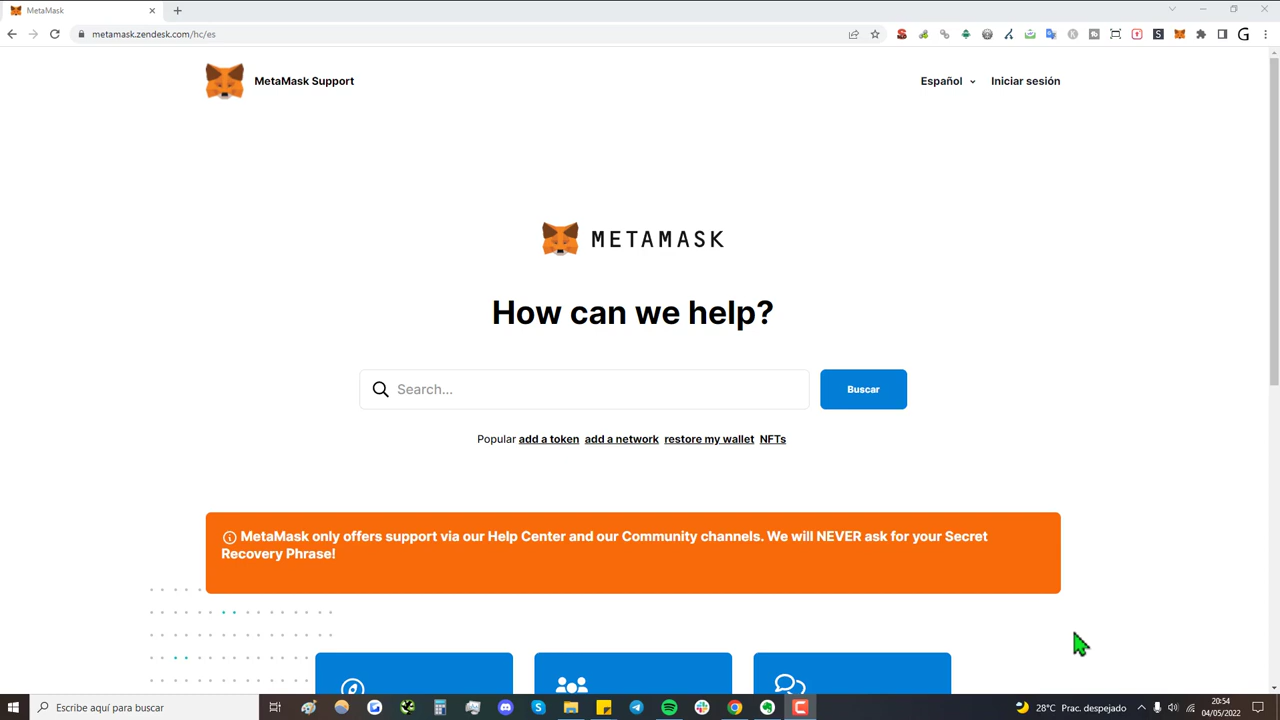 MetaMask
metamask.zendesk.com/hc/es
MetaMask Support
Español
Iniciar sesión
METAMASK
How can we help?
Search...
Buscar
Popular add a token add a network restore my wallet NFTs
MetaMask only offers support via our Help Center and our Community channels. We will NEVER ask for your Secret
Recovery Phrase!
Escribe aquí para buscar
28°C Prac. despejado
20:54
04/05/2022